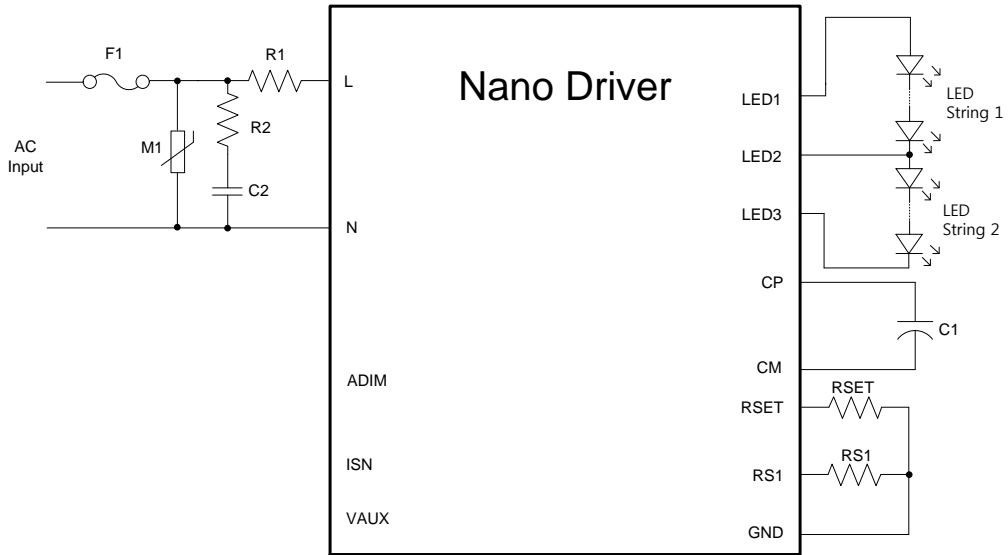 F1
R1
L
Nano Driver
LED1
LED
String 1
R2
M1
AC
Input
LED2
C2
LED3
LED
String 2
N
CP
C1
CM
ADIM
RSET
RSET
ISN
RS1
RS1
VAUX
GND